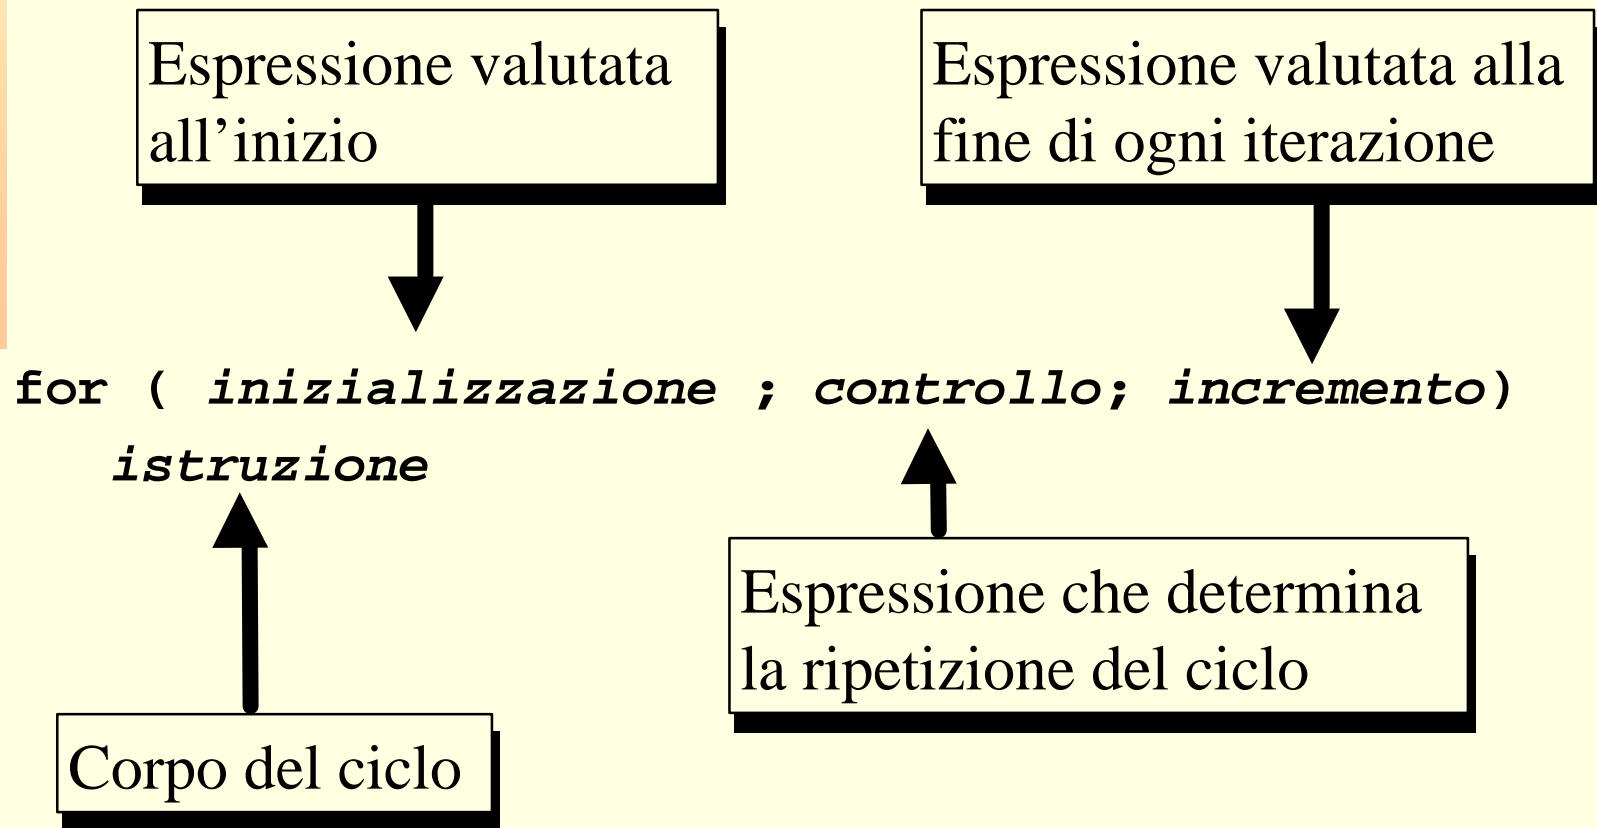 Espressione valutata
all’inizio
Espressione valutata alla
fine di ogni iterazione
for ( inizializzazione ; controllo; incremento)
istruzione
Espressione che determina
la ripetizione del ciclo
Corpo del ciclo